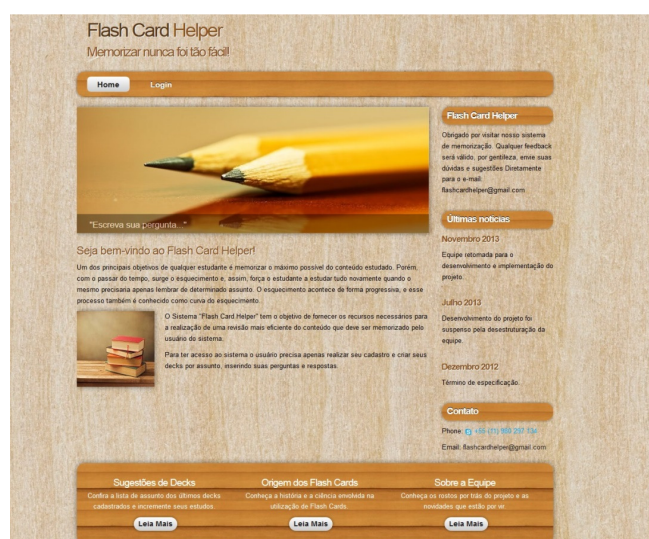 Flash Card Helper
Memorizar nunca foi tão fácil!
Home
Login
"Escreva sua pergunta..."
Seja bem-vindo ao Flash Card Helper!
Um dos principais objetivos de qualquer estudante é memorizar o máximo possível do conteúdo estudado. Porém,
com o passar do tempo, surge o esquecimento e, assim, força o estudante a estudar tudo novamente quando o
mesmo precisaria apenas lembrar de determinado assunto. O esquecimento acontece de forma progressiva, e esse
processo também é conhecido como curva do esquecimento.
O Sistema "Flash Card Helper" tem o objetivo de fornecer os recursos necessários para
a realização de uma revisão mais eficiente do conteúdo que deve ser memorizado pelo
usuário do sistema.
Para ter acesso ao sistema o usuário precisa apenas realizar seu cadastro e criar seus
decks por assunto, inserindo suas perguntas e respostas.
Flash Card Helper
Obrigado por visitar nosso sistema
de memorização. Qualquer feedback
será válido, por gentileza, envie suas
dúvidas e sugestões Diretamente
para o e-mail:
flashcardhelper@gmail.com
Últimas notícias
Novembro 2013
Equipe retomada para o
desenvolvimento e implementação do
projeto.
Julho 2013
Desenvolvimento do projeto foi
suspenso pela desestruturação da
equipe.
Dezembro 2012
Término de especificação.
Contato
Phone:
Email: flashcardhelper@gmail.com
Sugestões de Decks
Confira a lista de assunto dos últimos decks
cadastrados e incremente seus estudos.
Leia Mais
Origem dos Flash Cards
Conheça a história e a ciência envolvida na
utilização de Flash Cards.
Leia Mais
Sobre a Equipe
Conheça os rostos por trás do projeto e as
novidades que estão por vir.
Leia Mais